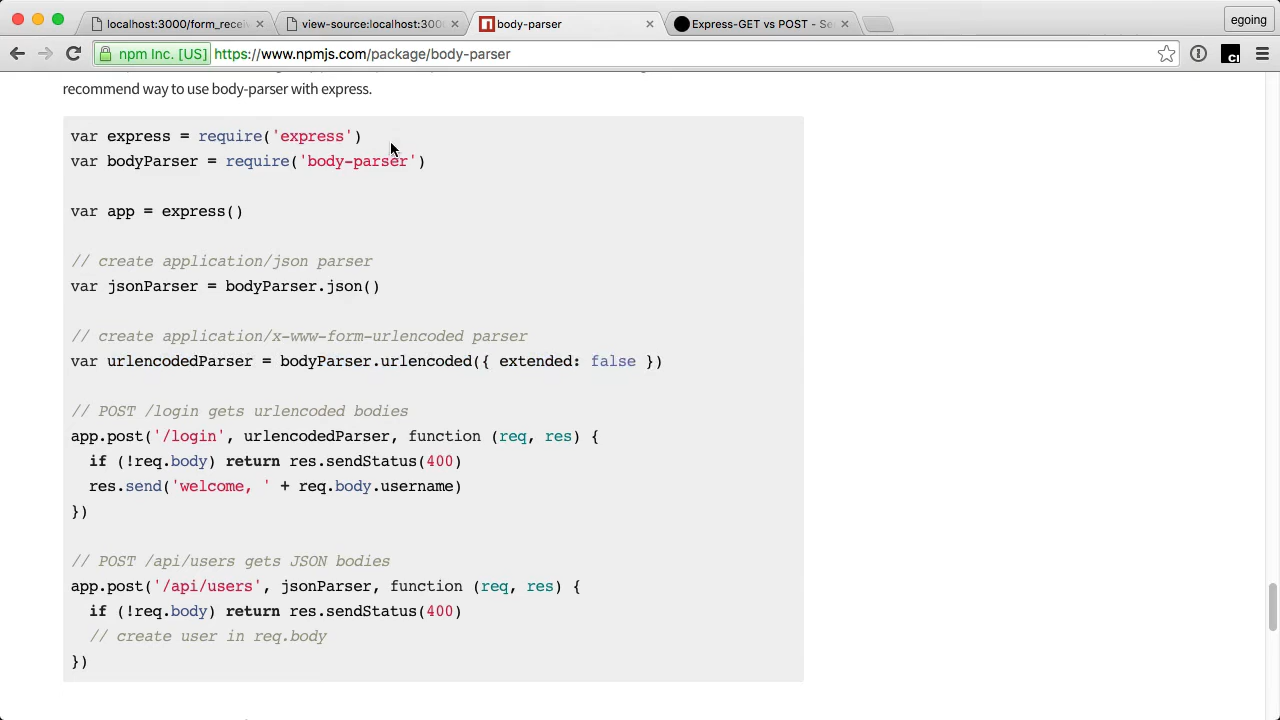 localhost:3000/form_recei
view-source:localhost:300
body-parser
Express-GET vs POST - Se
egoing
npm Inc. [US]
https://www.npmjs.com/package/body-parser
recommend way to use body-parser with express.
var express = require('express')
var bodyParser = require('body-parser')
var app = express()
// create application/json parser
var jsonParser = bodyParser.json()
// create application/x-www-form-urlencoded parser
var urlencodedParser = bodyParser.urlencoded({ extended: false })
// POST /login gets urlencoded bodies
app.post('/login', urlencodedParser, function (req, res) {
if (!req.body) return res.sendStatus(400)
res.send('welcome, ' + req.body.username)
})
// POST /api/users gets JSON bodies
app.post('/api/users', jsonParser, function (req, res) {
if (!req.body) return res.sendStatus(400)
// create user in req.body
})